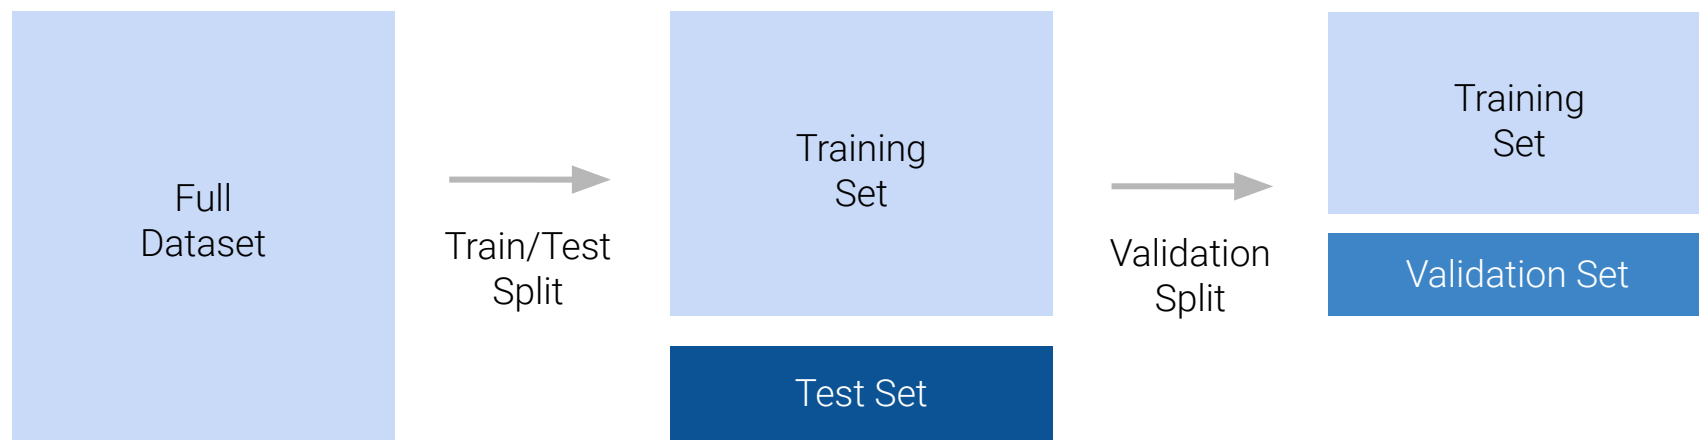 Full
Dataset
Train/Test
Split
Training
Set
Test Set
Validation
Split
Training
Set
Validation Set